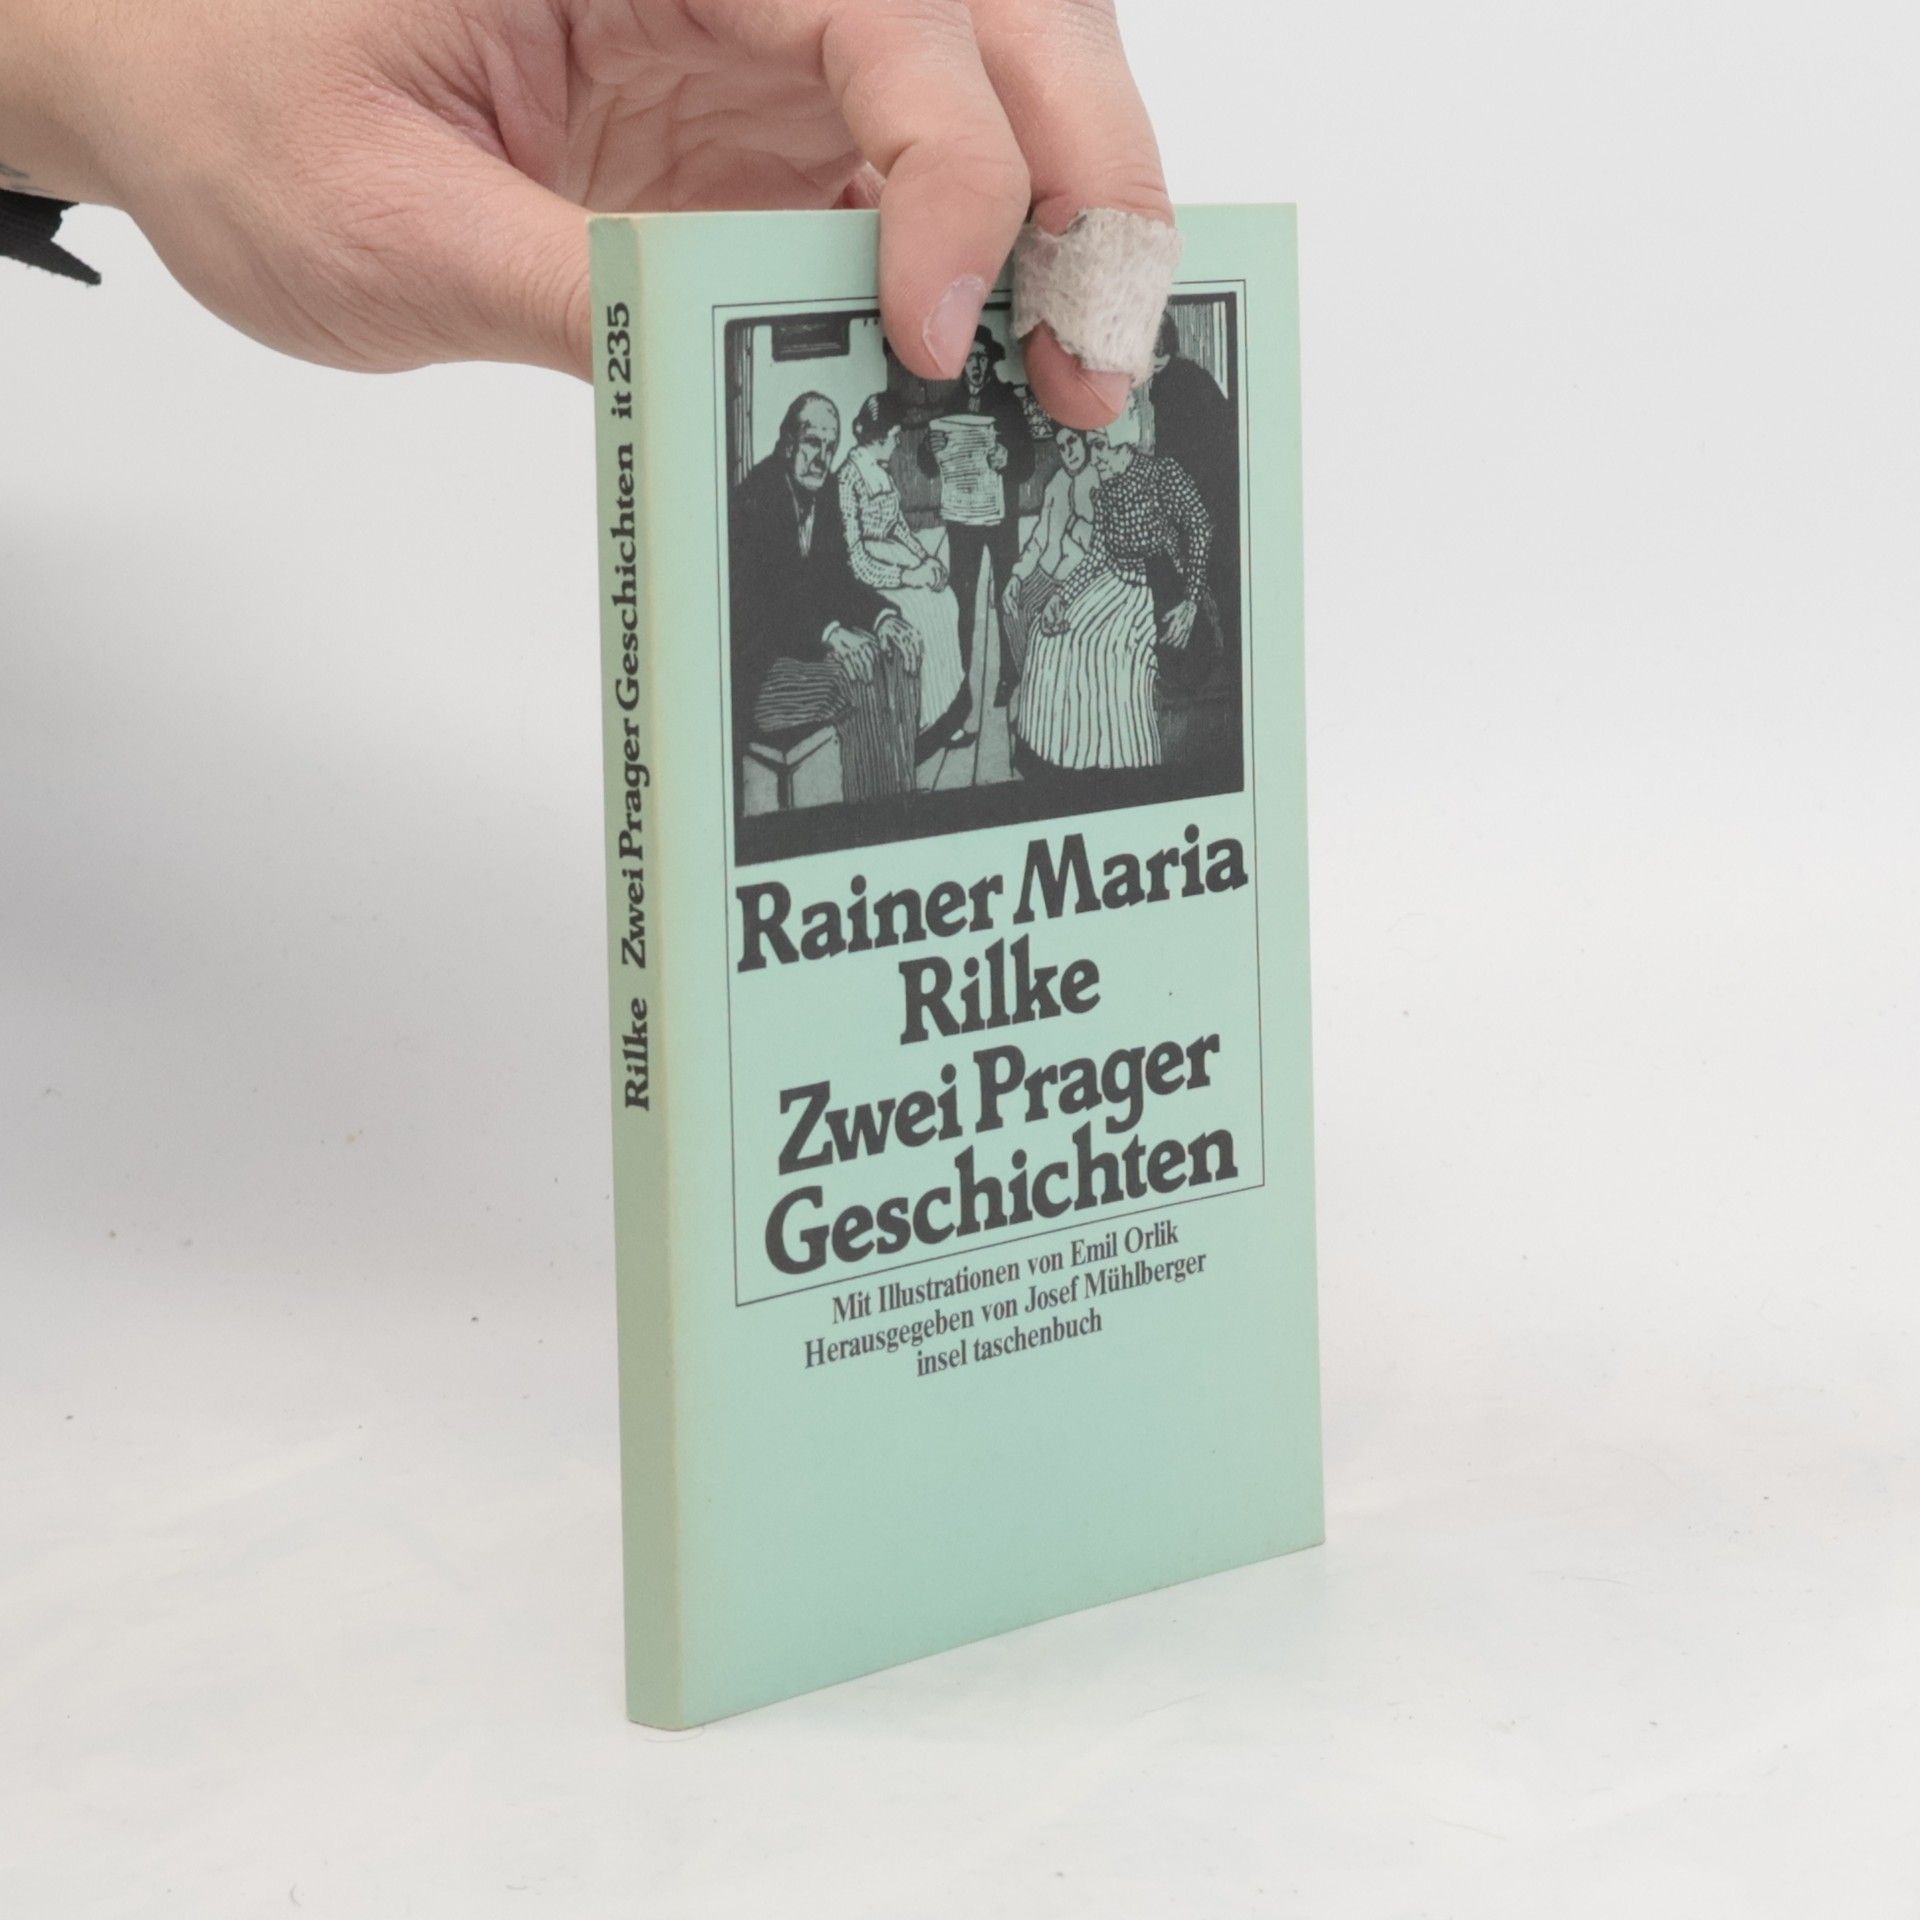 Rilke Zwei Prager Geschichten it 235
Rainer Maria
Rilke
Zwei Prager
Geschichten
Mit Illustrationen von Emil Orlik
Herausgegeben von Josef Mühlberger
insel taschenbuch